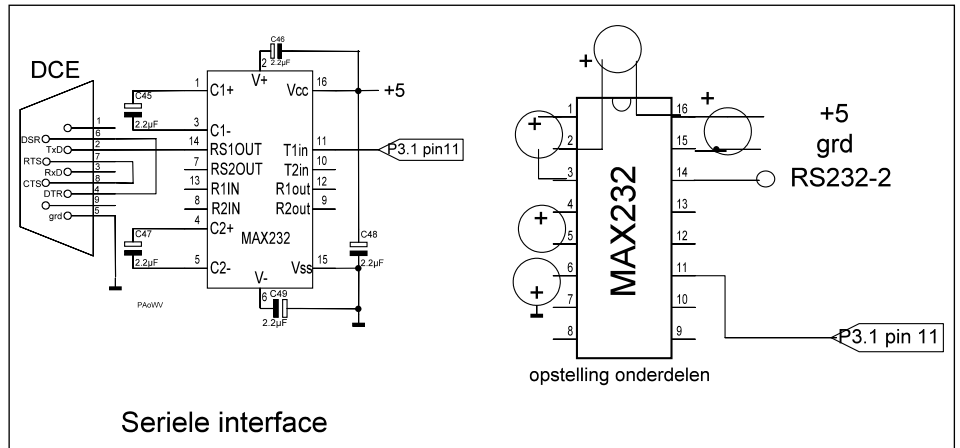 DCE
1
6
DSR
2
TxD
7
RTS
3
RxD
8
CTS
4
DTR
9
5
grd
C45
2.2µF
C46
2.2µF
2
V+
1
C1+
Vcc
16
+5
3
C1-
14
RS1OUT
T1in
11
P3.1 pin11
7
RS2OUT
T2in
10
13
R1IN
R1out
12
8
R2IN
R2out
9
4
C2+
MAX232
C47
2.2µF
C48
2.2µF
5
C2-
Vss
15
V-
6
C49
2.2µF
PAoWV
Seriele interface
+
+
+
+
+
1
2
3
4
5
6
7
8
16
15
14
13
12
11
10
9
MAX232
+5
grd
RS232-2
P3.1 pin 11
opstelling onderdelen